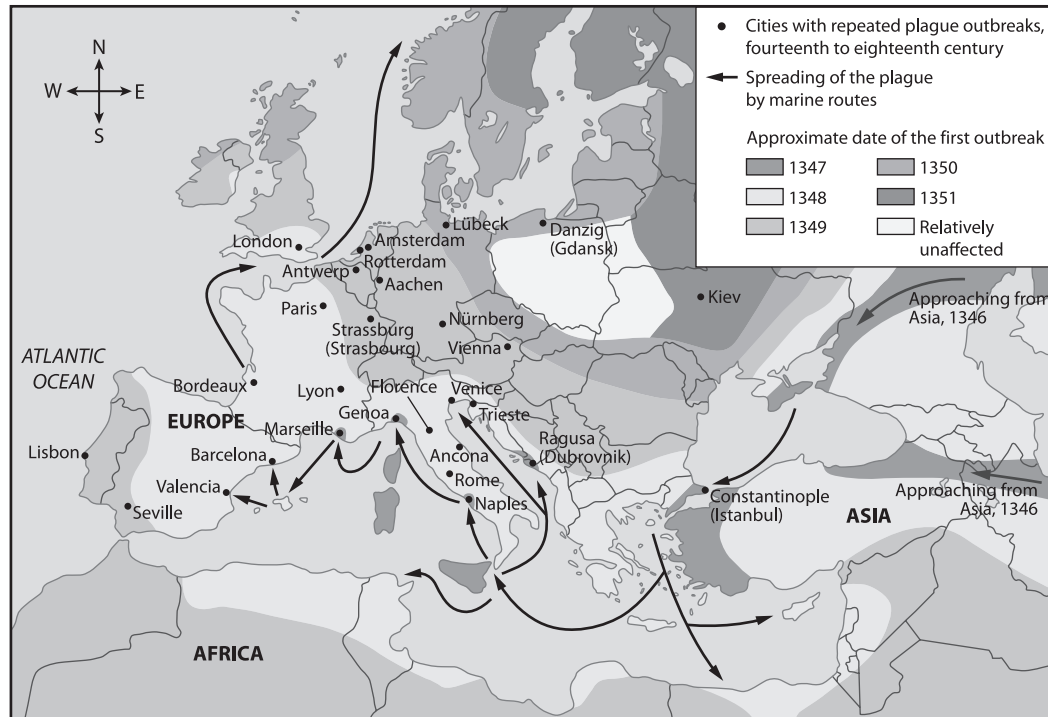 N
W
E
S
Cities with repeated plague outbreaks,
fourteenth to eighteenth century
Spreading of the plague
by marine routes
Approximate date of the first outbreak
1347
1350
1348
1351
1349
Relatively
unaffected
London
Amsterdam
Rotterdam
Antwerp
Aachen
Lübeck
Danzig
(Gdansk)
Kiev
Approaching from
Asia, 1346
Paris
Strassburg
(Strasbourg)
Nürnberg
Vienna
ATLANTIC
OCEAN
Bordeaux
Lyon
Florence
Venice
Trieste
EUROPE
Genoa
Marseille
Lisbon
Barcelona
Ancona
Ragusa
(Dubrovnik)
Valencia
Rome
Seville
Naples
Constantinople
(Istanbul)
ASIA
Approaching from
Asia, 1346
AFRICA